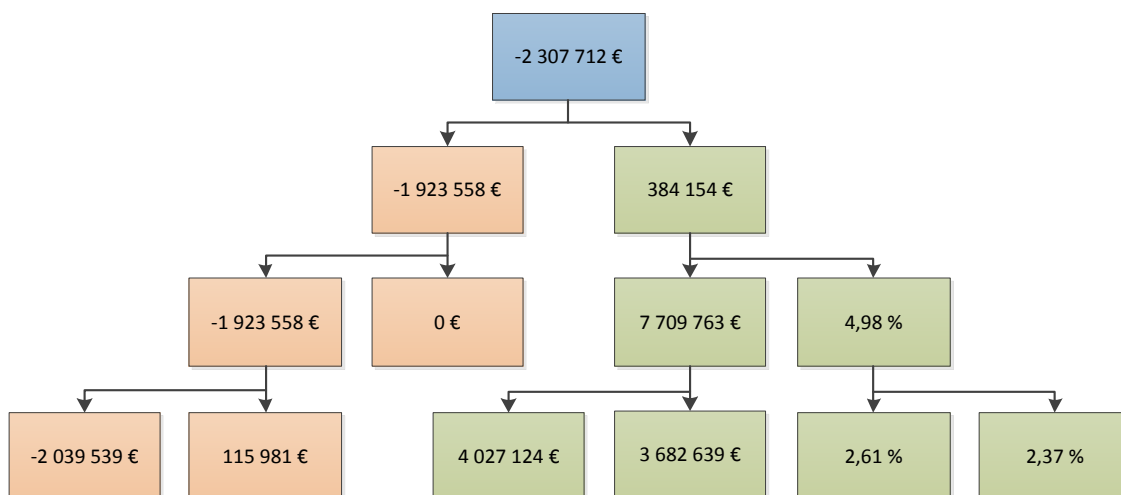 -2 307 712 €
-1 923 558 €
384 154 €
-1 923 558 €
0 €
7 709 763 €
4,98 %
-2 039 539 €
115 981 €
4 027 124 €
3 682 639 €
2,61 %
2,37 %